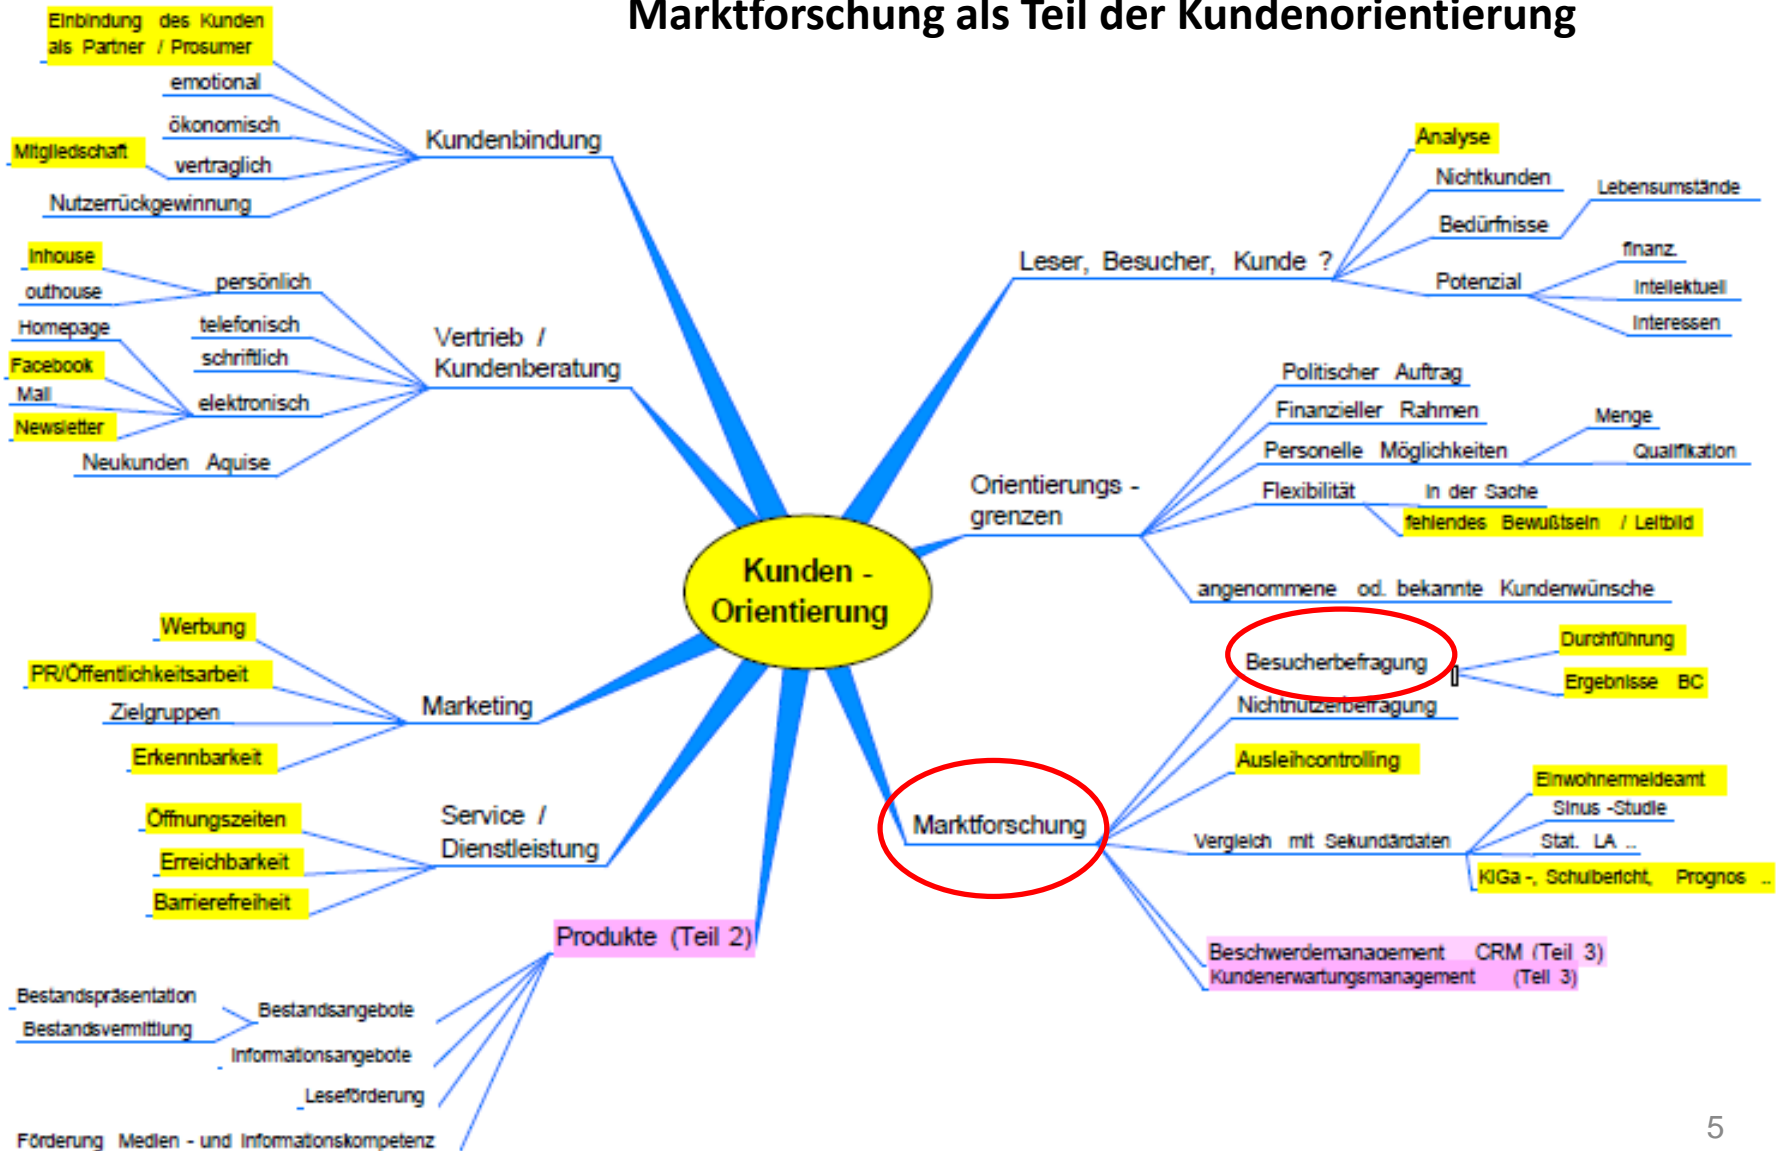 Marktforschung als Teil der Kundenorientierung
Einbindung des Kunden
als Partner / Prosumer
emotional
ökonomisch
Mitgliedschaft
vertraglich
Nutzerrückgewinnung
Kundenbindung
Inhouse
outhouse
persönlich
Homepage
telefonisch
schriftlich
Facebook
Mail
Newsletter
elektronisch
Neukunden Aquise
Vertrieb /
Kundenberatung
Analyse
Nichtkunden
Lebensumstände
Bedürfnisse
Leser, Besucher, Kunde ?
finanz.
Potenzial
Intellektuell
Interessen
Politischer Auftrag
Finanzieller Rahmen
Menge
Personelle Möglichkeiten
Qualifikation
Orientierungs -
grenzen
Flexibilität
In der Sache
fehlendes Bewußtsein / Leitbild
angenommene od. bekannte Kundenwünsche
Kunden -
Orientierung
Werbung
PR/Öffentlichkeitsarbeit
Zielgruppen
Erkennbarkeit
Marketing
Öffnungszeiten
Erreichbarkeit
Barrierefreiheit
Service /
Dienstleistung
Produkte (Teil 2)
Bestandspräsentation
Bestandsvermittlung
Bestandsangebote
Informationsangebote
Leseförderung
Förderung Medien - und Informationskompetenz
Marktforschung
Besucherbefragung
Durchführung
Ergebnisse BC
Nichtnutzerbefragung
Ausleihcontrolling
Einwohnermeldeamt
Sinus -Studie
Vergleich mit Sekundärdaten
Stat. LA ..
KiGa -, Schulbericht, Prognos ..
Beschwerdemanagement CRM (Teil 3)
Kundenerwartungsmanagement (Teil 3)
5